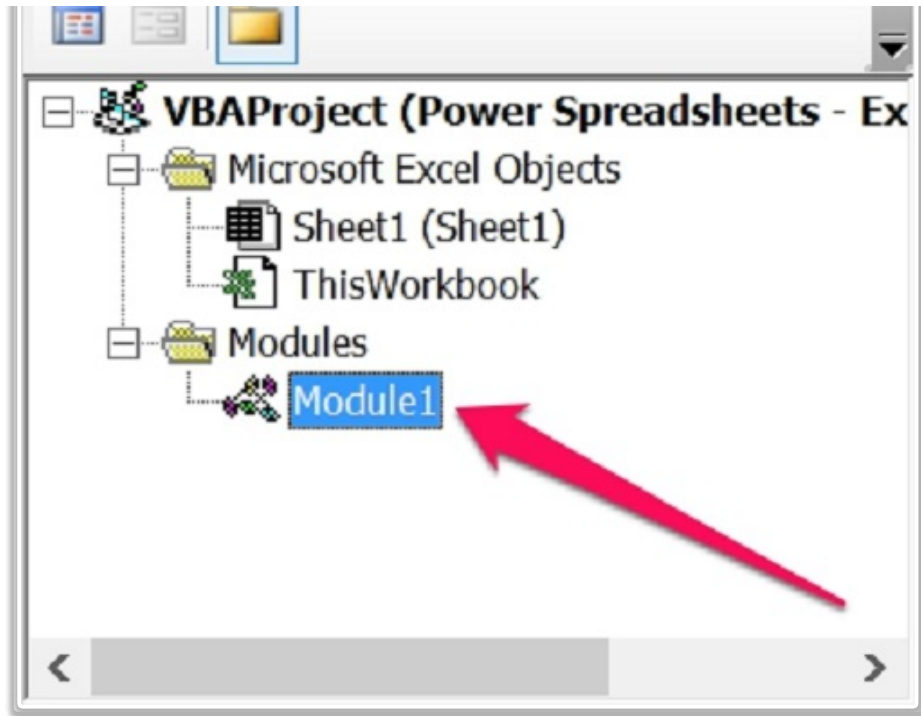 VBAProject (Power Spreadsheets - Ex
Microsoft Excel Objects
Sheet1 (Sheet1)
ThisWorkbook
Modules
Module1